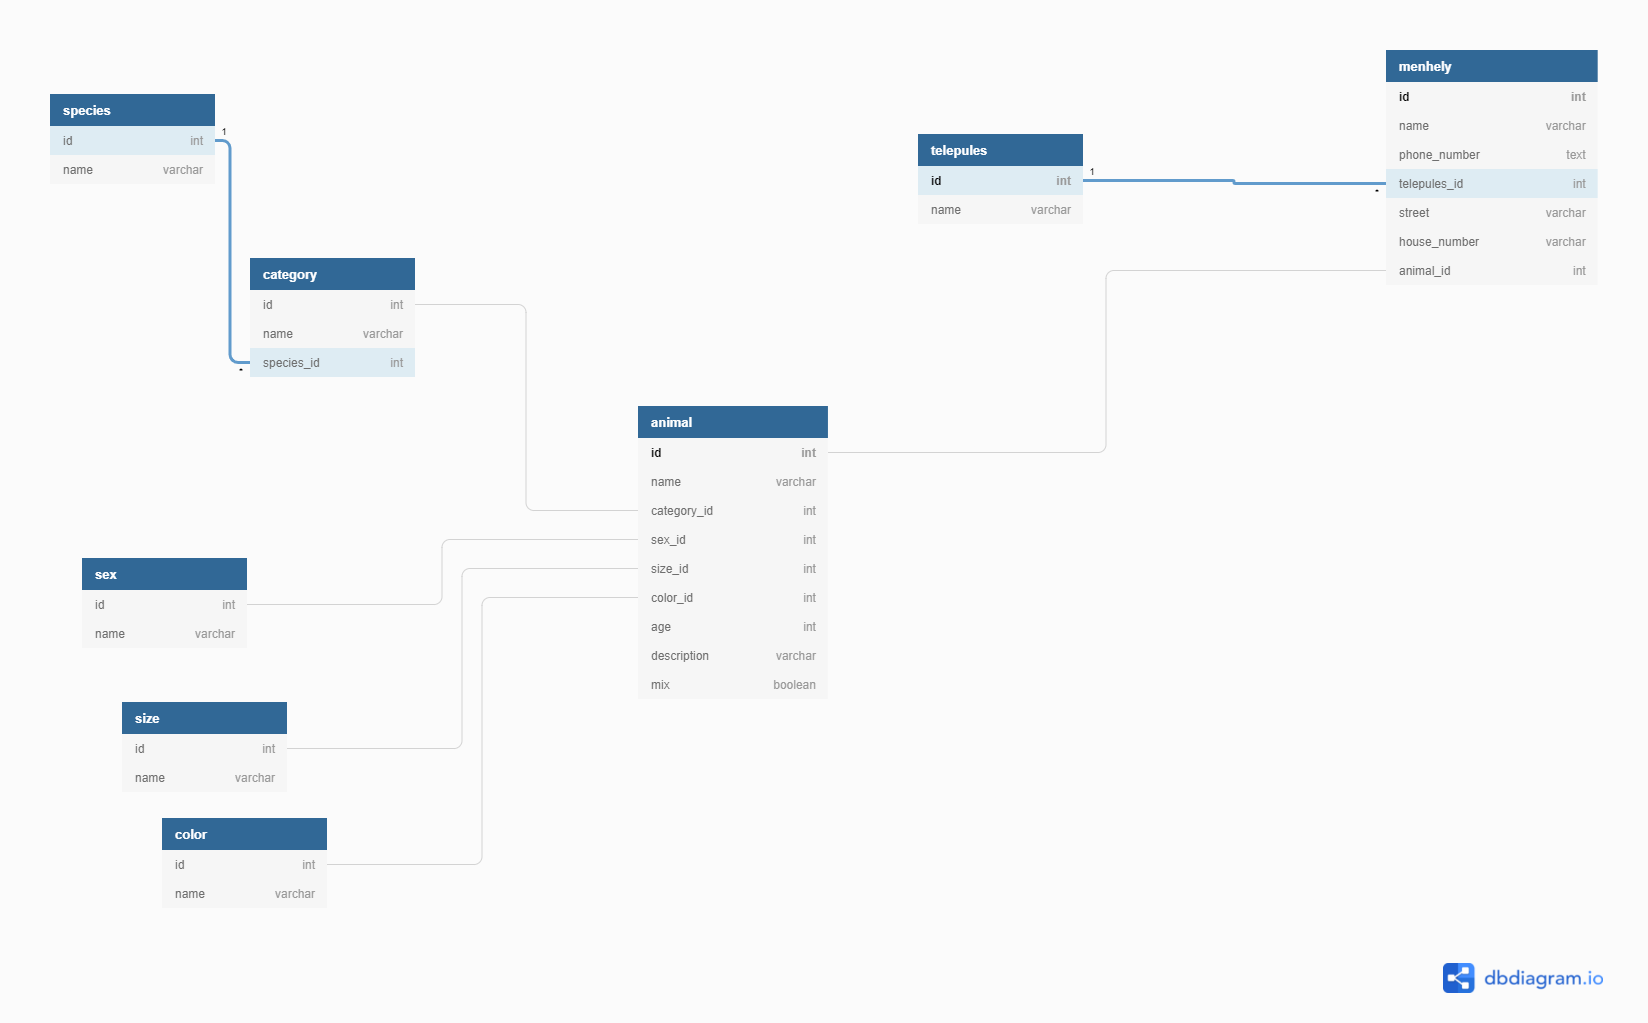 species
id int
name varchar
1
*
category
id int
name varchar
species_id int
sex
id int
name varchar
size
id int
name varchar
color
id int
name varchar
animal
id int
name varchar
category_id int
sex_id int
size_id int
color_id int
age int
description varchar
mix boolean
telepules
id int
name varchar
1
*
menhely
id int
name varchar
phone_number text
telepules_id int
street varchar
house_number varchar
animal_id int
dbdiagram.io